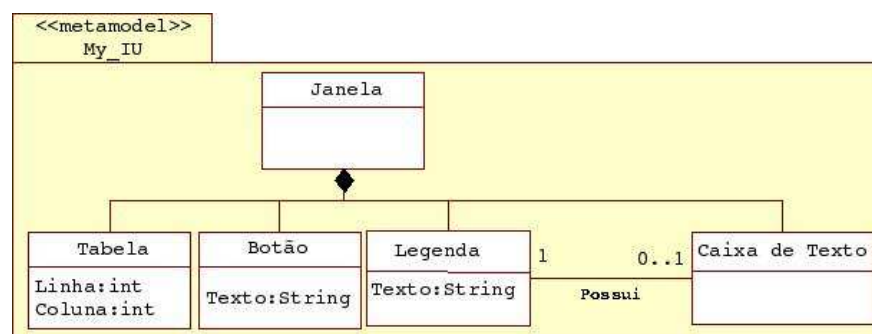 <<metamodel>>
My_IU
Janela
Tabela
Linha:int
Coluna:int
Botão
Texto:String
Legenda
Texto:String
1
0..1
Possui
Caixa de Texto